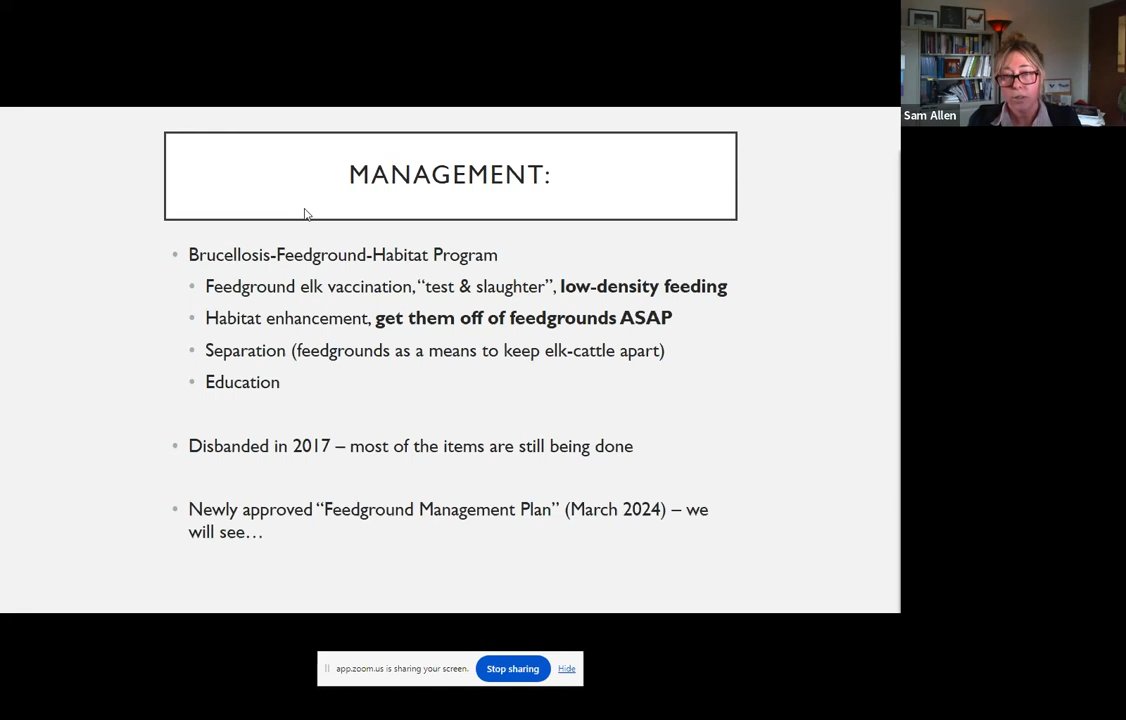 Sam Allen
MANAGEMENT:
• Brucellosis-Feedground-Habitat Program
• Feedground elk vaccination, “test & slaughter”, low-density feeding
• Habitat enhancement, get them off of feedgrounds ASAP
• Separation (feedgrounds as a means to keep elk-cattle apart)
• Education
• Disbanded in 2017 – most of the items are still being done
• Newly approved “Feedground Management Plan” (March 2024) – we
will see…
app.zoom.us is sharing your screen. Stop sharing Hide